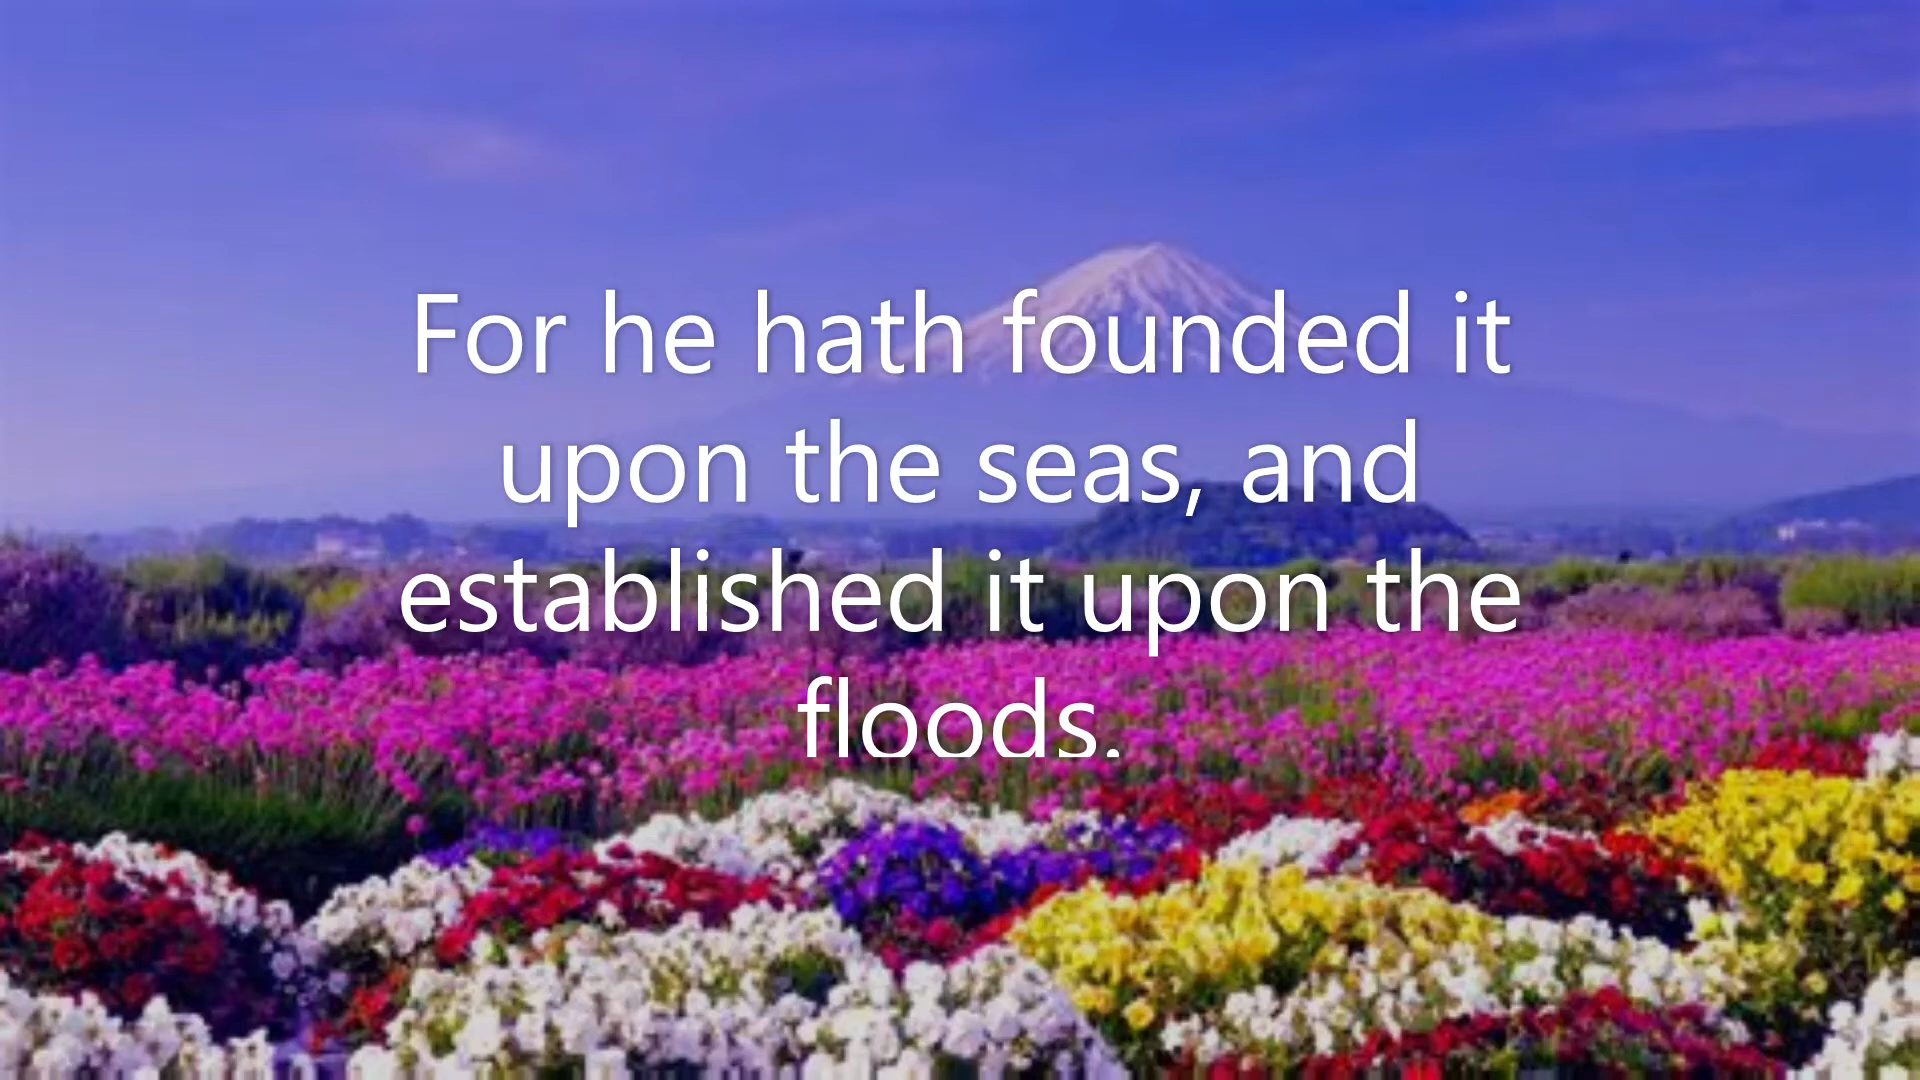 For he hath founded it
upon the seas, and
established it upon the
floods.